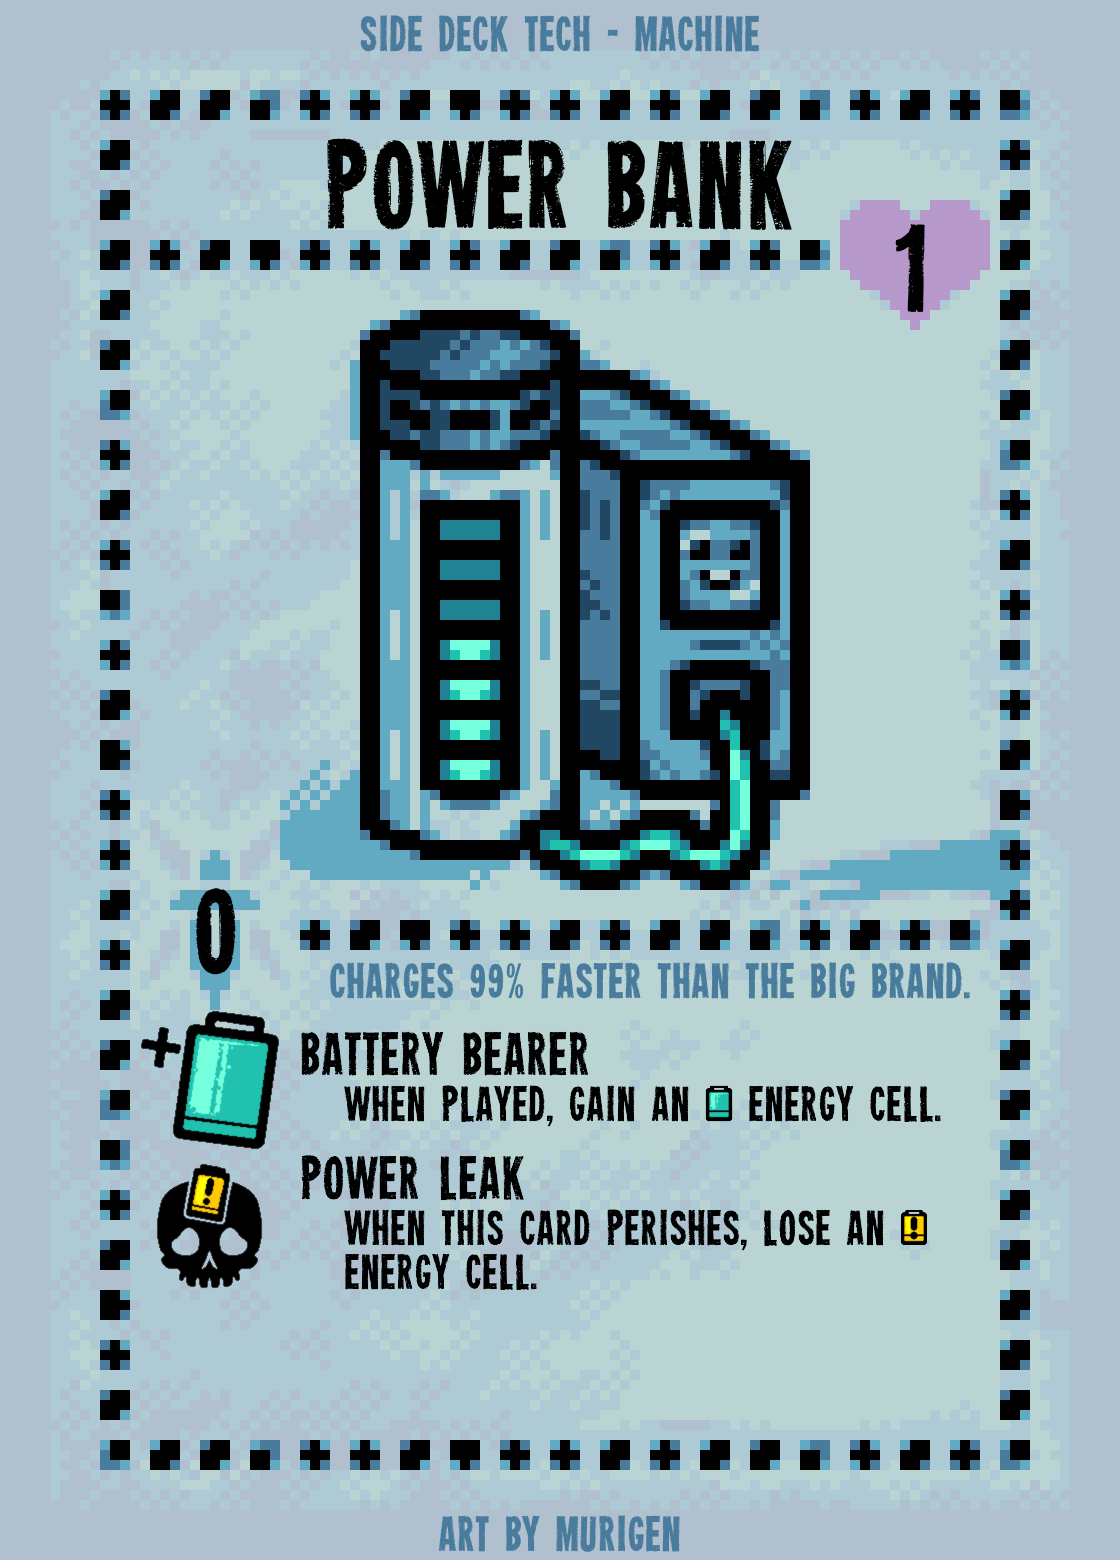 SIDE DECK TECH - MACHINE
POWER BANK
1
0
CHARGES 99% FASTER THAN THE BIG BRAND.
BATTERY BEARER
WHEN PLAYED, GAIN AN ENERGY CELL.
POWER LEAK
WHEN THIS CARD PERISHES, LOSE AN
ENERGY CELL.
ART BY MURIGEN